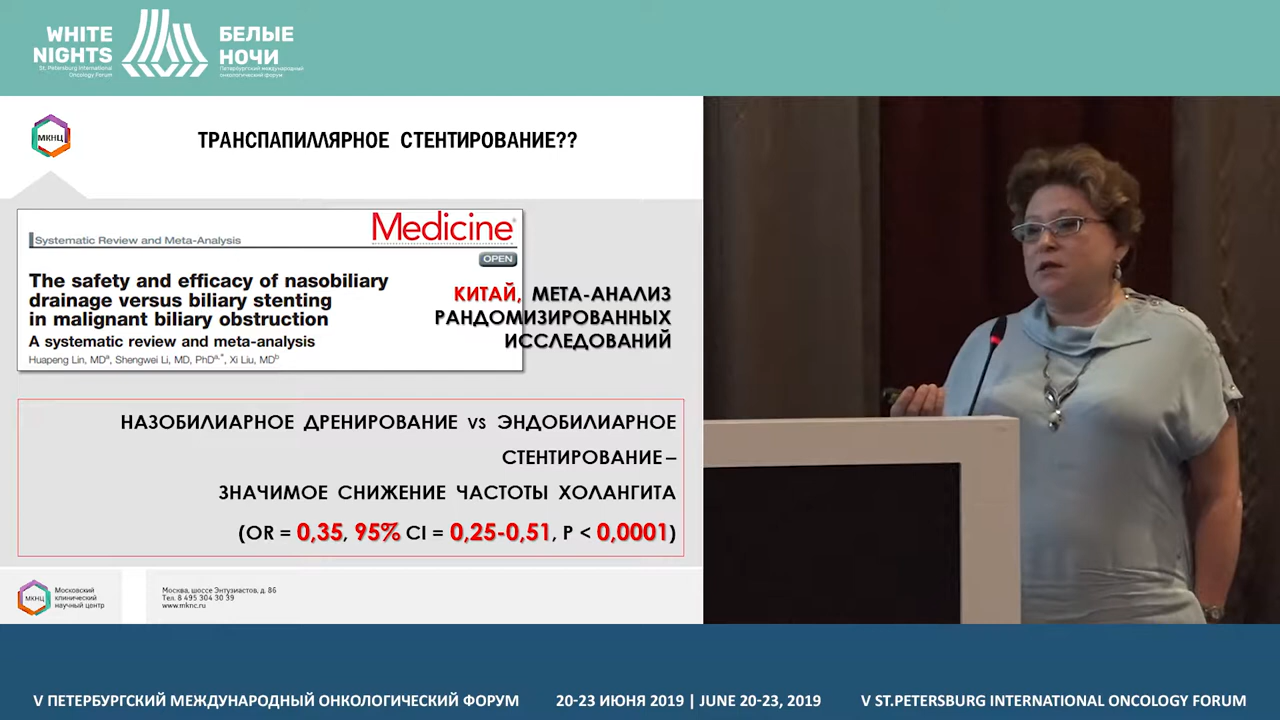 WHITE
NIGHTS
St. Petersburg International
Oncology Forum
БЕЛЫЕ
НОЧИ
Петербургский международный
онкологический форум
МКНЦ
ТРАНСПАПИЛЛЯРНОЕ СТЕНТИРОВАНИЕ??
Medicine®
Systematic Review and Meta-Analysis
OPEN
The safety and efficacy of nasobiliary
drainage versus biliary stenting
in malignant biliary obstruction
A systematic review and meta-analysis
Huapeng Lin, MDa, Shengwei Li, MD, PhDa,*, Xi Liu, MDb
КИТАЙ, МЕТА-АНАЛИЗ
РАНДОМИЗИРОВАННЫХ
ИССЛЕДОВАНИЙ
НАЗОБИЛИАРНОЕ ДРЕНИРОВАНИЕ vs ЭНДОБИЛИАРНОЕ
СТЕНТИРОВАНИЕ –
ЗНАЧИМОЕ СНИЖЕНИЕ ЧАСТОТЫ ХОЛАНГИТА
(OR = 0,35, 95% CI = 0,25-0,51, P < 0,0001)
МКНЦ
Московский
клинический
научный центр
Москва, шоссе Энтузиастов, д. 86
Тел. 8 495 304 30 39
www.mknc.ru
V ПЕТЕРБУРГСКИЙ МЕЖДУНАРОДНЫЙ ОНКОЛОГИЧЕСКИЙ ФОРУМ
20-23 ИЮНЯ 2019 | JUNE 20-23, 2019
V ST.PETERSBURG INTERNATIONAL ONCOLOGY FORUM